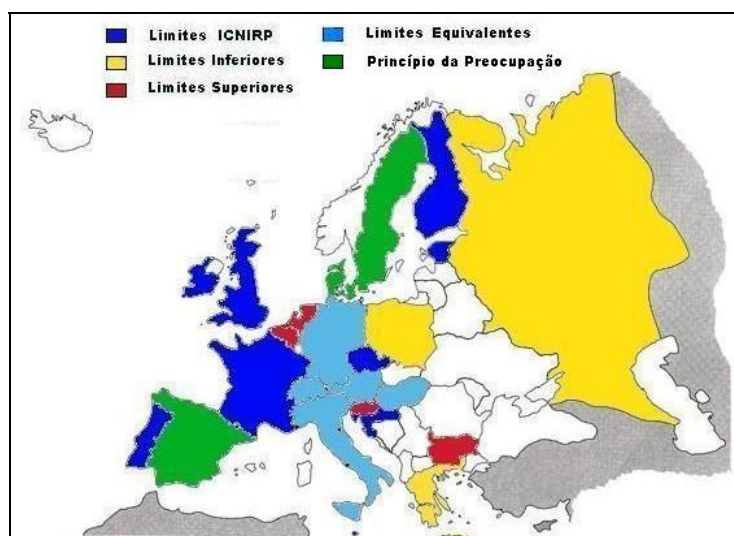 Limites ICNIRP
Limites Inferiores
Limites Superiores
Limites Equivalentes
Princípio da Preocupação